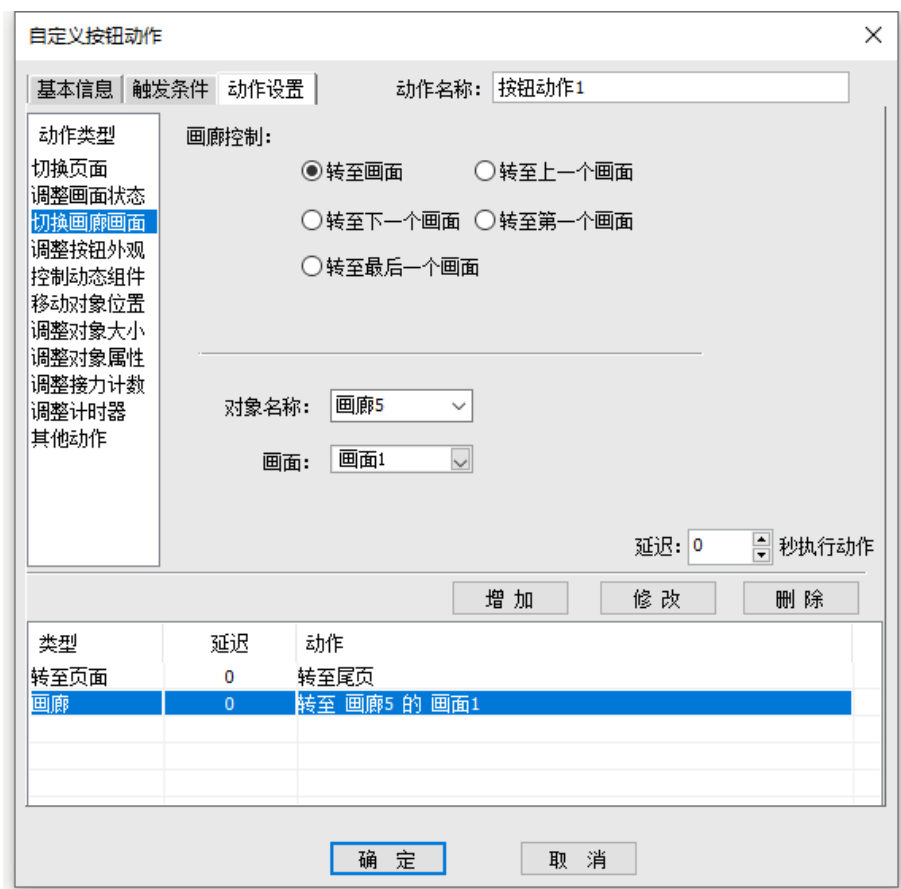 自定义按钮动作
基本信息 触发条件 动作设置 动作名称: 按钮动作1
动作类型
切换页面
调整画面状态
切换画廊画面
调整按钮外观
控制动态组件
移动对象位置
调整对象大小
调整对象属性
调整接力计数
调整计时器
其他动作
画廊控制:
转至画面 转至上一个画面
转至下一个画面 转至第一个画面
转至最后一个画面
对象名称: 画廊5
画面: 画面1
延迟: 0 秒执行动作
增加 修改 删除
类型 延迟 动作
转至页面 0 转至尾页
画廊 0 转至 画廊5 的 画面1
确定 取消